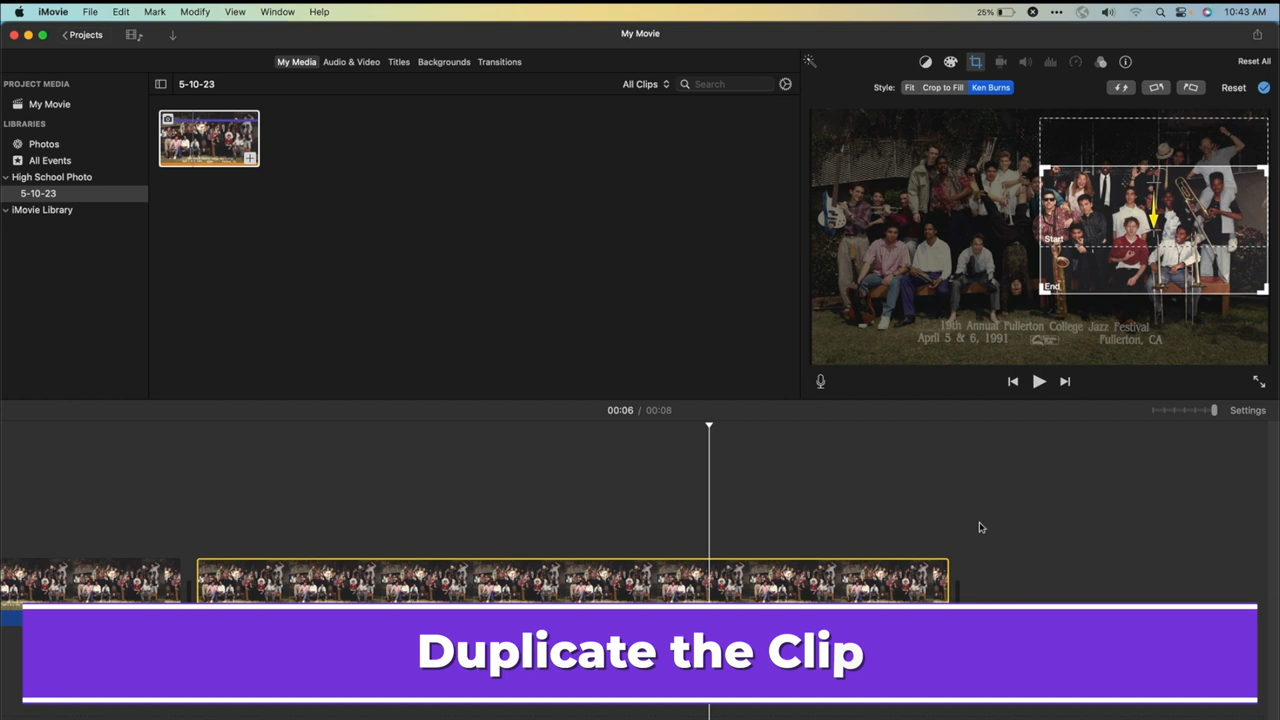 iMovie File Edit Mark Modify View Window Help 25% 10:43 AM
Projects My Movie
My Media Audio & Video Titles Backgrounds Transitions Reset All
PROJECT MEDIA 5-10-23 All Clips Search Style: Fit Crop to Fill Ken Burns Reset
My Movie
LIBRARIES
Photos
All Events
High School Photo
5-10-23
iMovie Library
Start
End
19th Annual Fullerton College Jazz Festival
April 5 & 6, 1991 Fullerton, CA
00:06 / 00:08 Settings
Duplicate the Clip